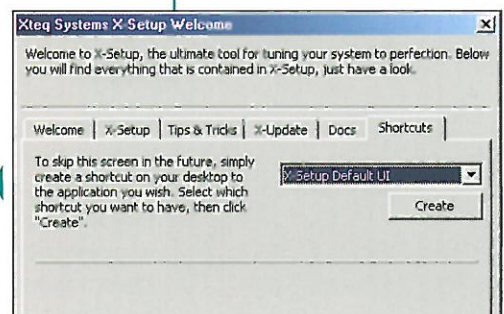 Xteq Systems X-Setup Welcome
Welcome to X-Setup, the ultimate tool for tuning your system to perfection. Below
you will find everything that is contained in X-Setup, just have a look.
Welcome
X-Setup
Tips & Tricks
X-Update
Docs
Shortcuts
To skip this screen in the future, simply
create a shortcut on your desktop to
the application you wish. Select which
shortcut you want to have, then click
"Create".
X-Setup Default UI
Create